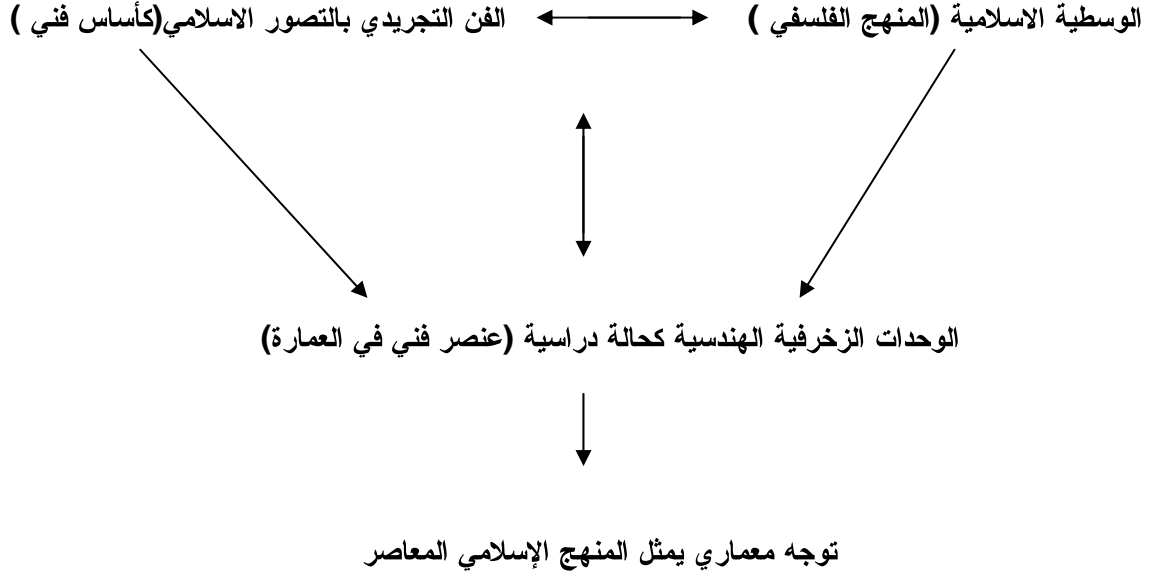 الوسطية الاسلامية (المنهج الفلسفي )
الفن التجريدي بالتصور الاسلامي(كأساس فني )
الوحدات الزخرفية الهندسية كحالة دراسية (عنصر فني في العمارة)
توجه معماري يمثل المنهج الإسلامي المعاصر